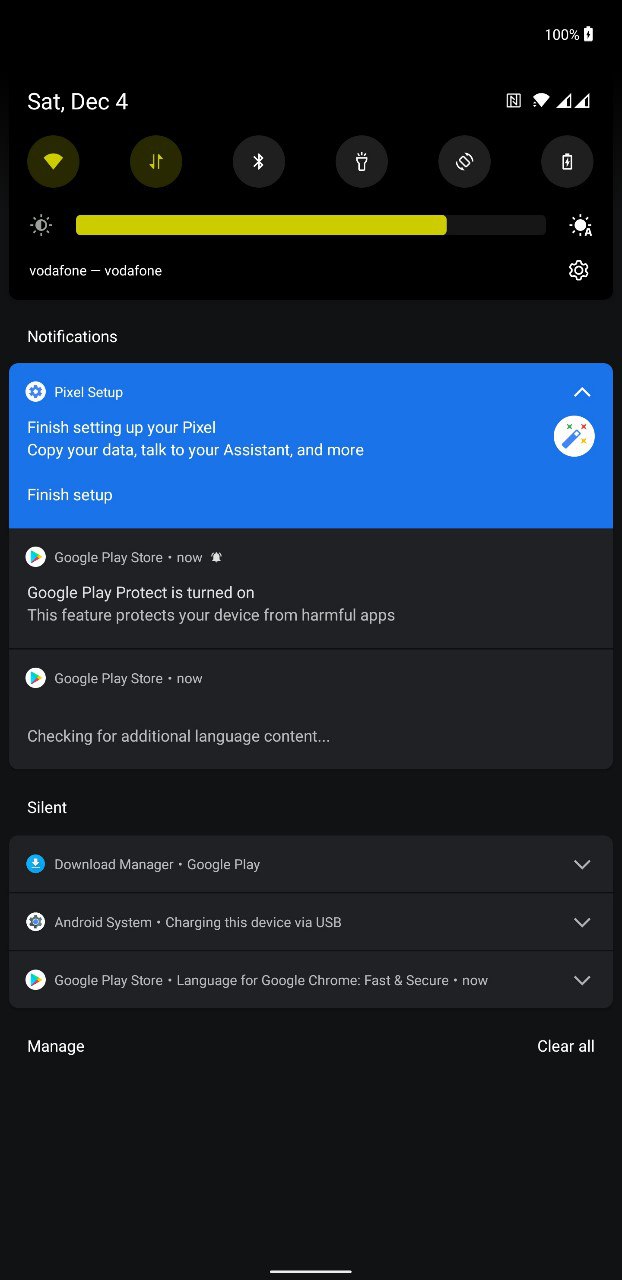 100%
Sat, Dec 4
vodafone — vodafone
Notifications
Pixel Setup
Finish setting up your Pixel
Copy your data, talk to your Assistant, and more
Finish setup
Google Play Store • now
Google Play Protect is turned on
This feature protects your device from harmful apps
Google Play Store • now
Checking for additional language content...
Silent
Download Manager • Google Play
Android System • Charging this device via USB
Google Play Store • Language for Google Chrome: Fast & Secure • now
Manage
Clear all